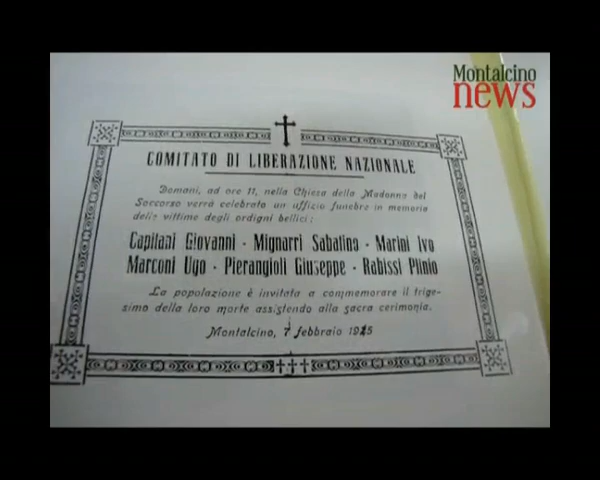 Montalcino
news
COMITATO DI LIBERAZIONE NAZIONALE
Domani, ad ore 11, nella Chiesa della Madonna del
Soccorso verrà celebrato un ufficio funebre in memoria
delle vittime degli ordigni bellici:
Capitani Giovanni - Mignarri Sabatino - Marini Ivo
Marconi Ugo - Pierangioli Giuseppe - Rabissi Plinio
La popolazione è invitata a commemorare il trige-
simo della loro morte assistendo alla sacra cerimonia.
Montalcino, 7 febbraio